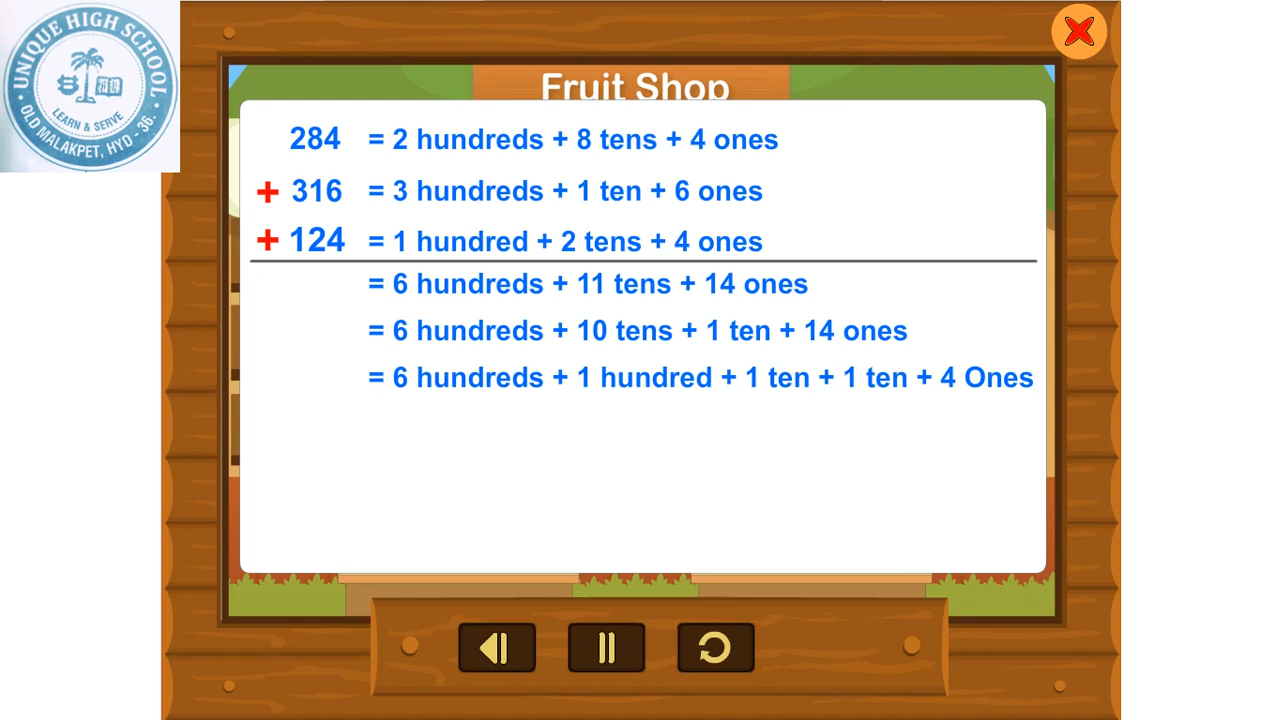 UNIQUE HIGH SCHOOL
LEARN & SERVE
OLD MALAKPET, HYD - 36.
Fruit Shop
284 = 2 hundreds + 8 tens + 4 ones
+ 316 = 3 hundreds + 1 ten + 6 ones
+ 124 = 1 hundred + 2 tens + 4 ones
= 6 hundreds + 11 tens + 14 ones
= 6 hundreds + 10 tens + 1 ten + 14 ones
= 6 hundreds + 1 hundred + 1 ten + 1 ten + 4 Ones